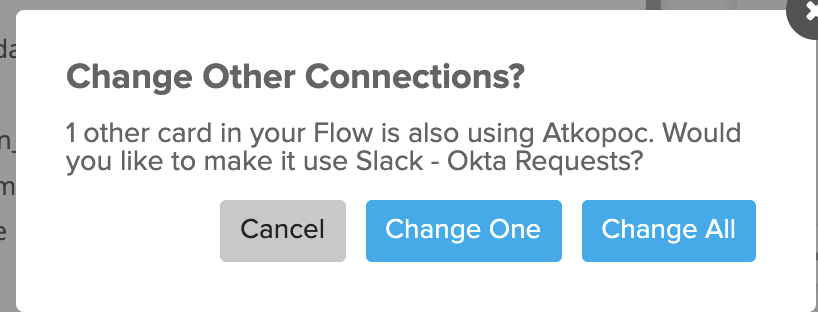 Change Other Connections?
1 other card in your Flow is also using Atkopoc. Would
you like to make it use Slack - Okta Requests?
Cancel
Change One
Change All